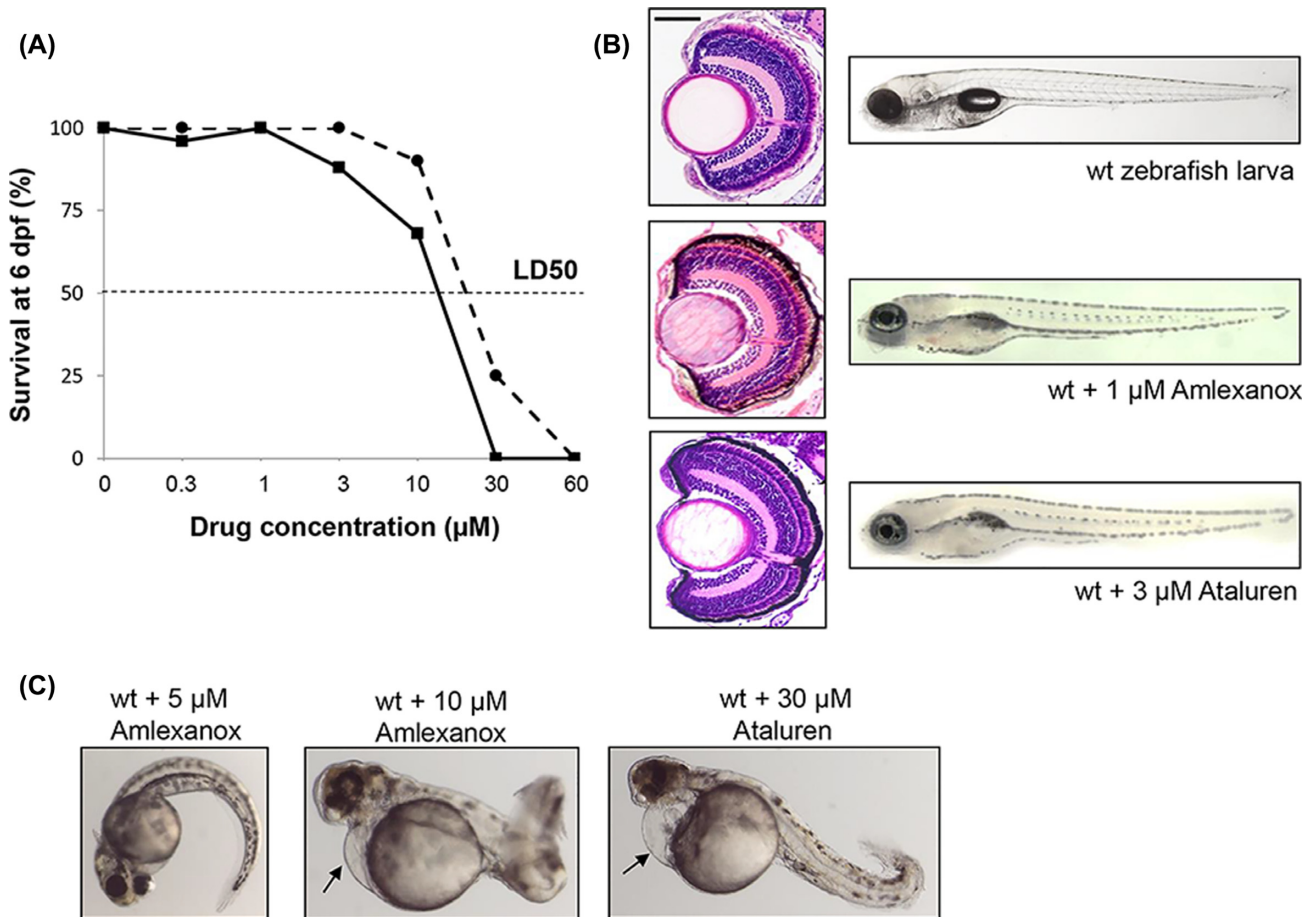 (A)
100
75
50
25
0
Survival at 6 dpf (%)
LD50
0 0.3 1 3 10 30 60
Drug concentration (µM)
(B)
wt zebrafish larva
wt + 1 µM Amlexanox
wt + 3 µM Ataluren
(C)
wt + 5 µM
Amlexanox
wt + 10 µM
Amlexanox
wt + 30 µM
Ataluren